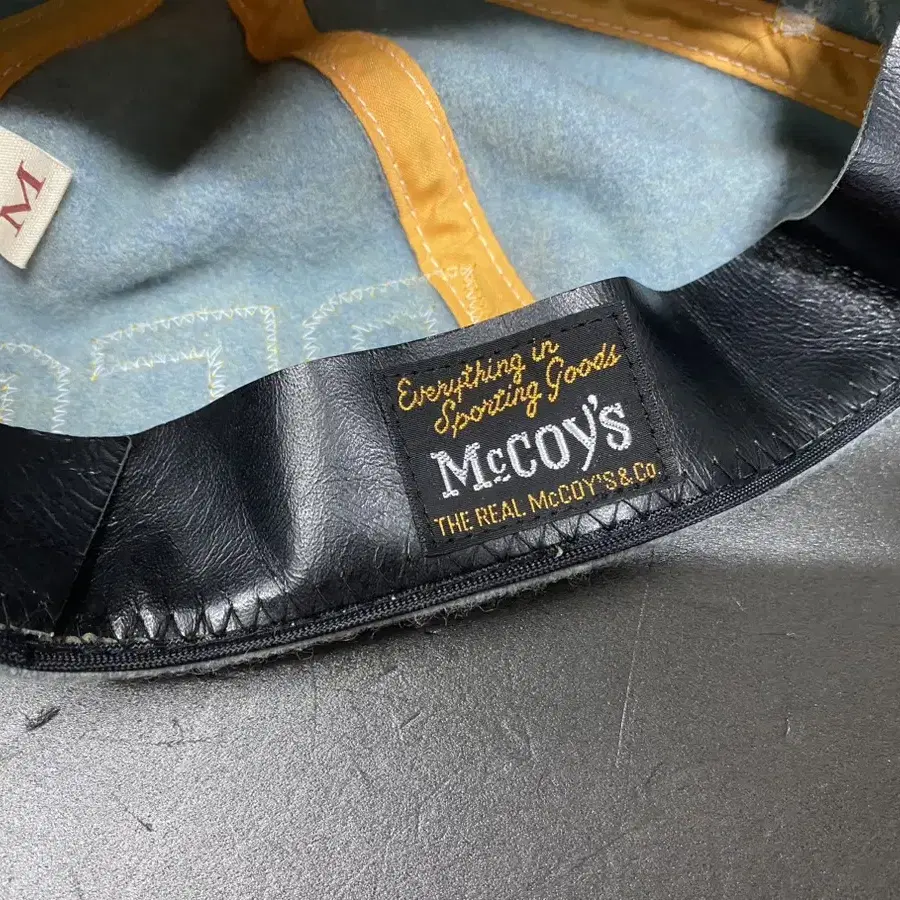 M
Everything in
Sporting Goods
McCOY'S
THE REAL McCOY'S & Co.